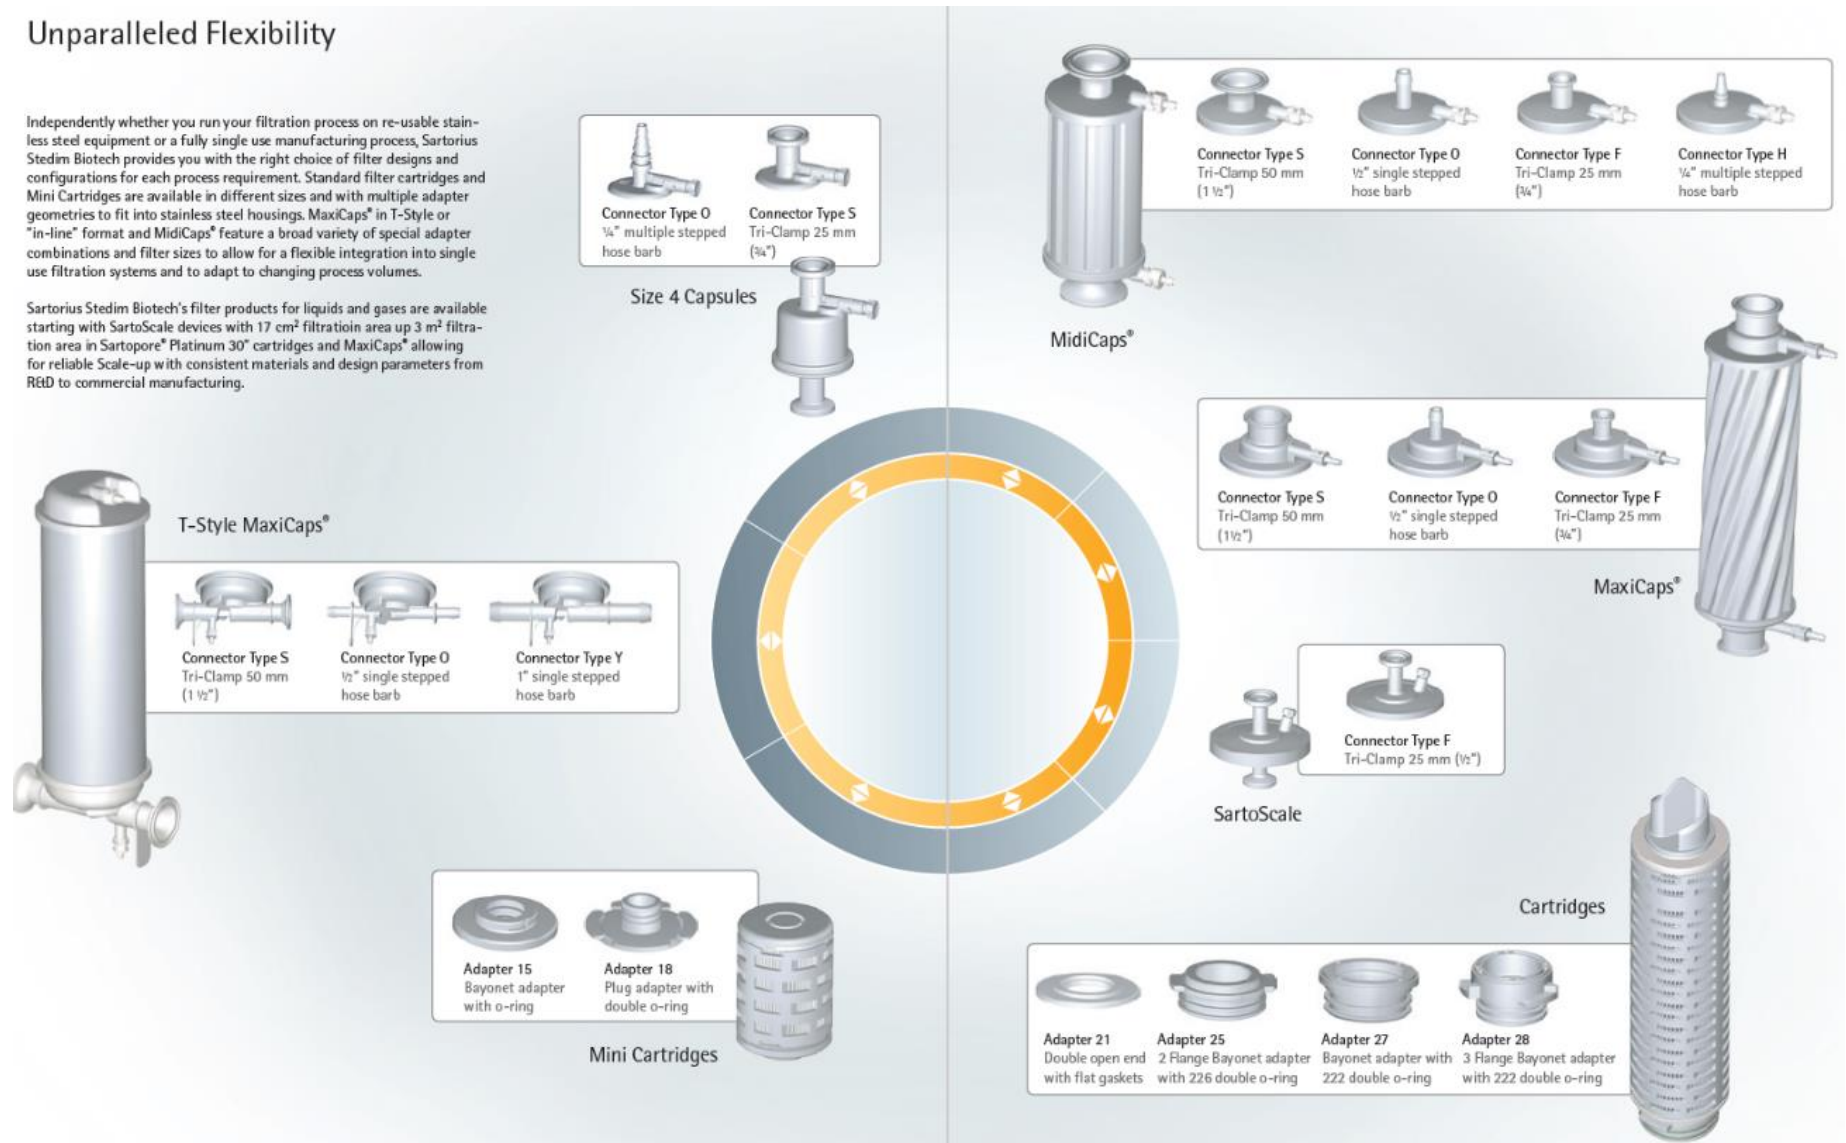 Unparalleled Flexibility
Independently whether you run your filtration process on re-usable stain-
less steel equipment or a fully single use manufacturing process, Sartorius
Stedim Biotech provides you with the right choice of filter designs and
configurations for each process requirement. Standard filter cartridges and
Mini Cartridges are available in different sizes and with multiple adapter
geometries to fit into stainless steel housings. MaxiCaps® in T-Style or
"in-line" format and MidiCaps® feature a broad variety of special adapter
combinations and filter sizes to allow for a flexible integration into single
use filtration systems and to adapt to changing process volumes.
Sartorius Stedim Biotech's filter products for liquids and gases are available
starting with SartoScale devices with 17 cm² filtratioin area up 3 m² filtra-
tion area in Sartopore® Platinum 30" cartridges and MaxiCaps® allowing
for reliable Scale-up with consistent materials and design parameters from
R&D to commercial manufacturing.
Connector Type O
¼" multiple stepped
hose barb
Connector Type S
Tri-Clamp 25 mm
(¾")
Size 4 Capsules
Connector Type S
Tri-Clamp 50 mm
(1 ½")
Connector Type O
½" single stepped
hose barb
Connector Type F
Tri-Clamp 25 mm
(¾")
Connector Type H
¼" multiple stepped
hose barb
MidiCaps®
Connector Type S
Tri-Clamp 50 mm
(1½")
Connector Type O
½" single stepped
hose barb
Connector Type F
Tri-Clamp 25 mm
(¾")
MaxiCaps®
T-Style MaxiCaps®
Connector Type S
Tri-Clamp 50 mm
(1 ½")
Connector Type O
½" single stepped
hose barb
Connector Type Y
1" single stepped
hose barb
Connector Type F
Tri-Clamp 25 mm (½")
SartoScale
Adapter 15
Bayonet adapter
with o-ring
Adapter 18
Plug adapter with
double o-ring
Mini Cartridges
Cartridges
Adapter 21
Double open end
with flat gaskets
Adapter 25
2 Flange Bayonet adapter
with 226 double o-ring
Adapter 27
Bayonet adapter with
222 double o-ring
Adapter 28
3 Flange Bayonet adapter
with 222 double o-ring